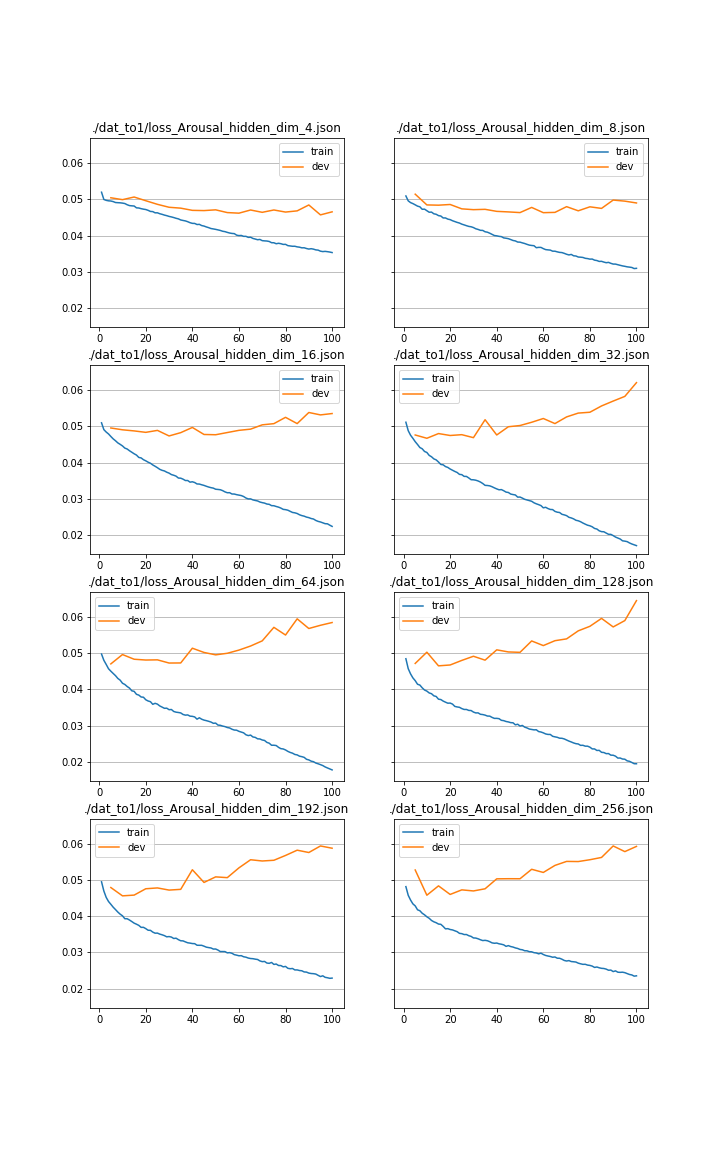 ./dat_to1/loss_Arousal_hidden_dim_4.json
./dat_to1/loss_Arousal_hidden_dim_8.json
0.06
0.05
0.04
0.03
0.02
train
dev
train
dev
0 20 40 60 80 100
0 20 40 60 80 100
./dat_to1/loss_Arousal_hidden_dim_16.json
./dat_to1/loss_Arousal_hidden_dim_32.json
0.06
0.05
0.04
0.03
0.02
train
dev
train
dev
0 20 40 60 80 100
0 20 40 60 80 100
./dat_to1/loss_Arousal_hidden_dim_64.json
./dat_to1/loss_Arousal_hidden_dim_128.json
0.06
0.05
0.04
0.03
0.02
train
dev
train
dev
0 20 40 60 80 100
0 20 40 60 80 100
./dat_to1/loss_Arousal_hidden_dim_192.json
./dat_to1/loss_Arousal_hidden_dim_256.json
0.06
0.05
0.04
0.03
0.02
train
dev
train
dev
0 20 40 60 80 100
0 20 40 60 80 100